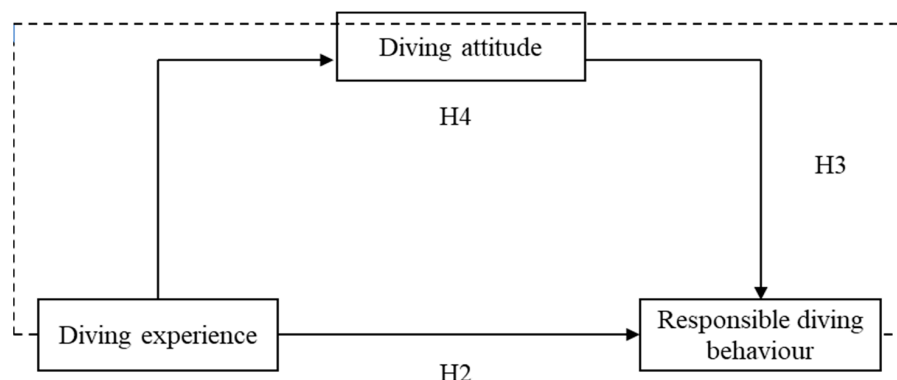 Diving attitude
H4
H3
Diving experience
Responsible diving
behaviour
H2